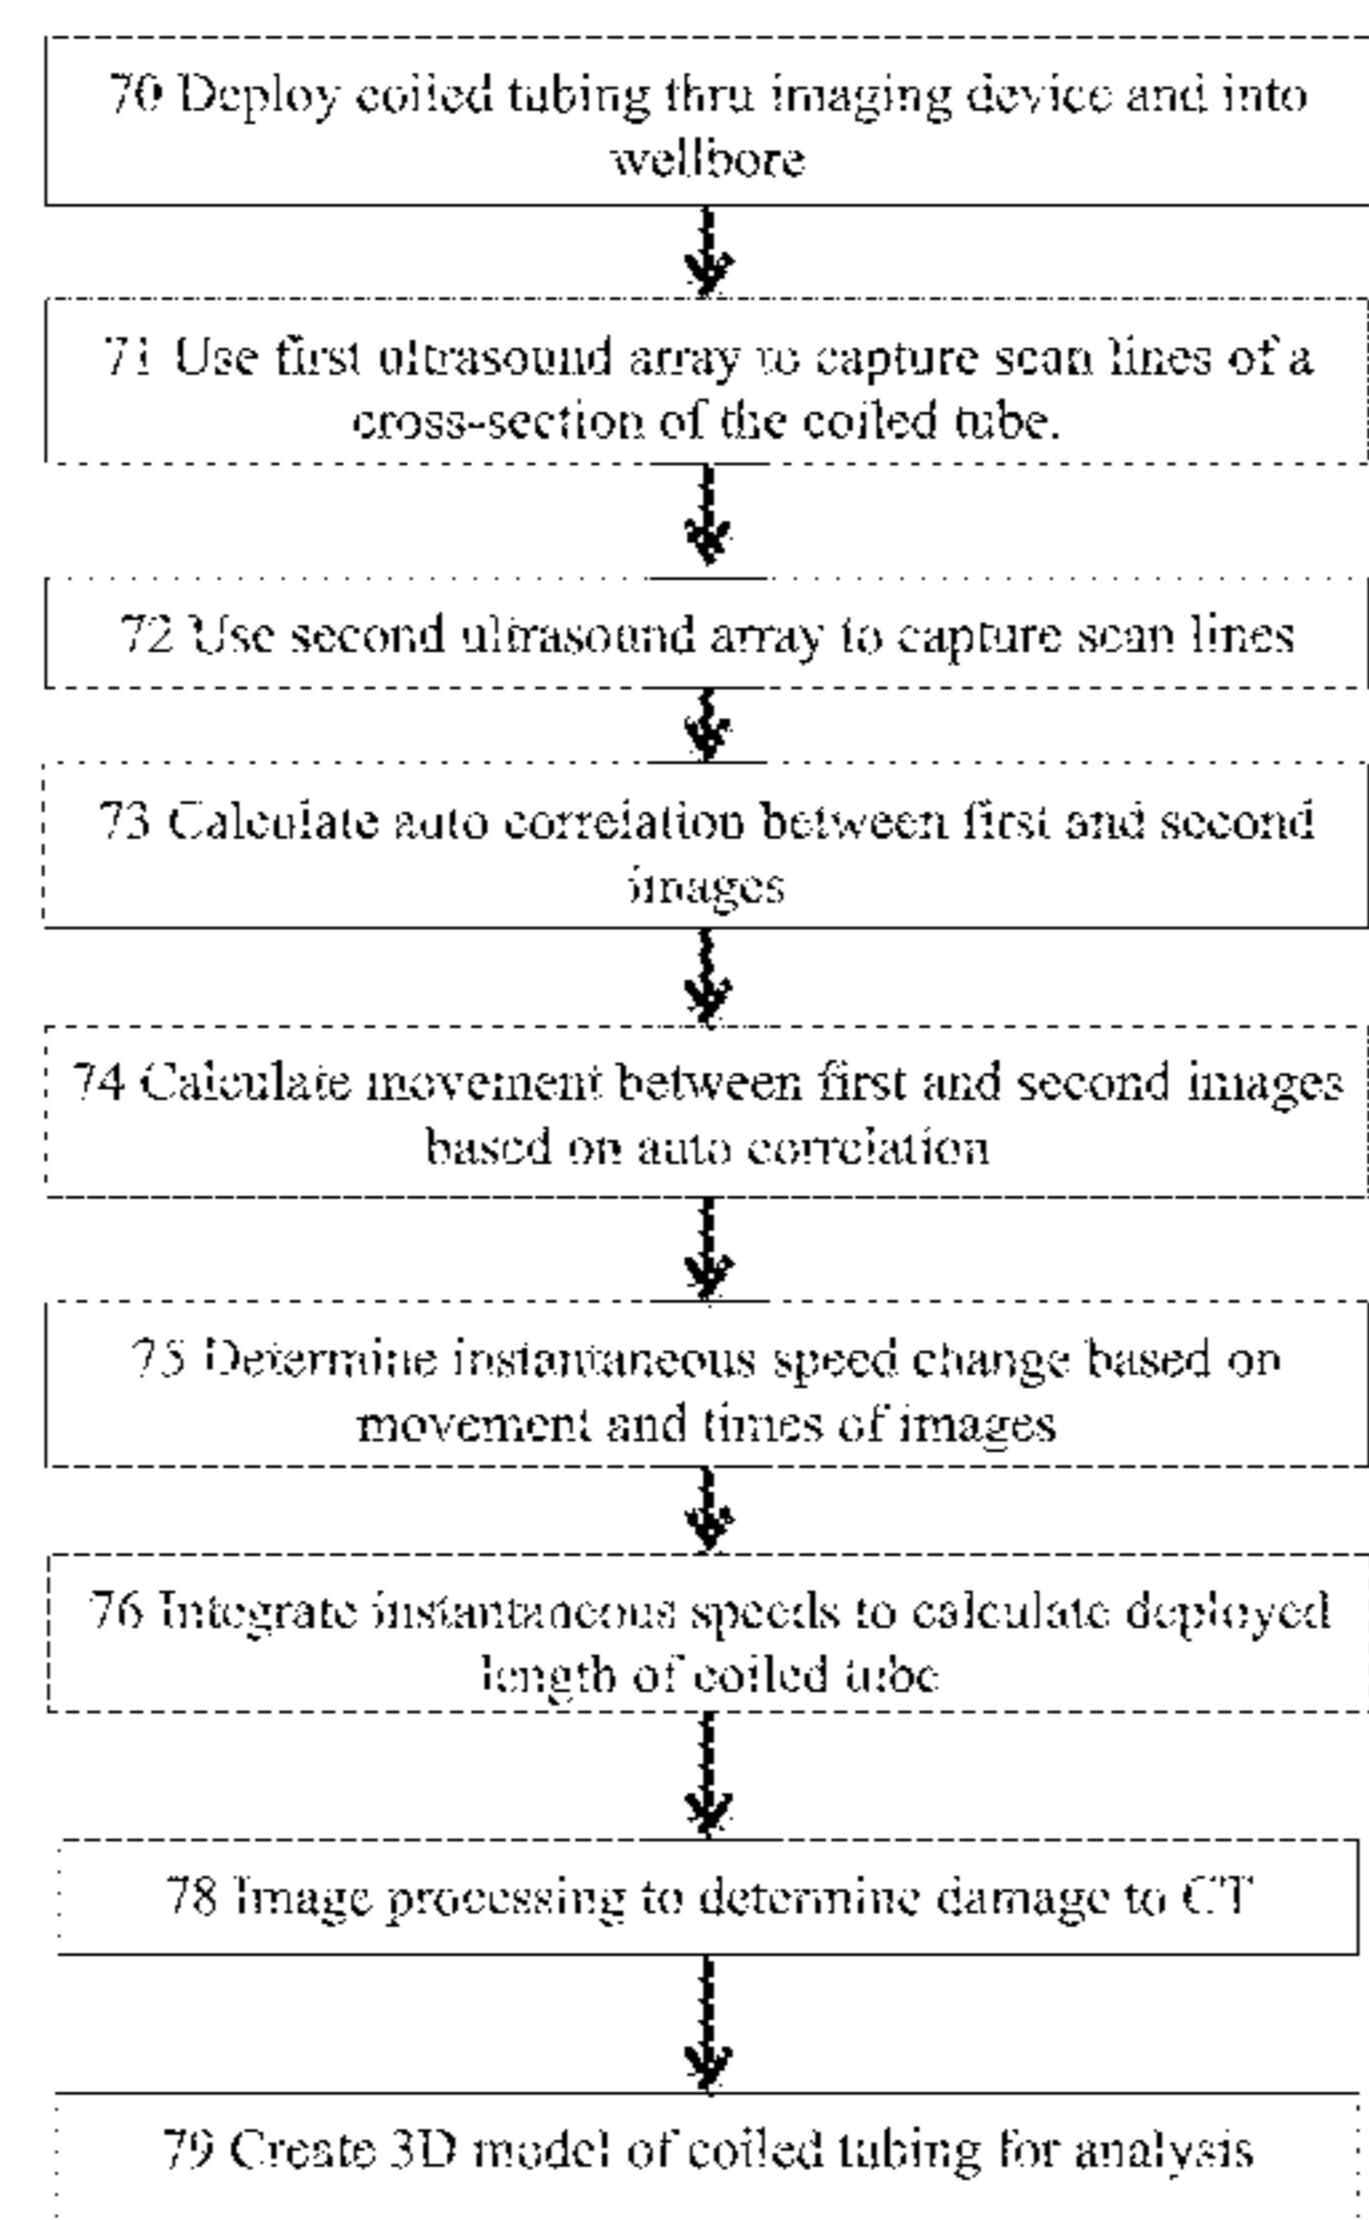 70 Deploy coiled tubing thru imaging device and into
wellbore
71 Use first ultrasound array to capture scan lines of a
cross-section of the coiled tube.
72 Use second ultrasound array to capture scan lines
73 Calculate auto correlation between first and second
images
74 Calculate movement between first and second images
based on auto correlation
75 Determine instantaneous speed change based on
movement and times of images
76 Integrate instantaneous speeds to calculate deployed
length of coiled tube
78 Image processing to determine damage to CT
79 Create 3D model of coiled tubing for analysis